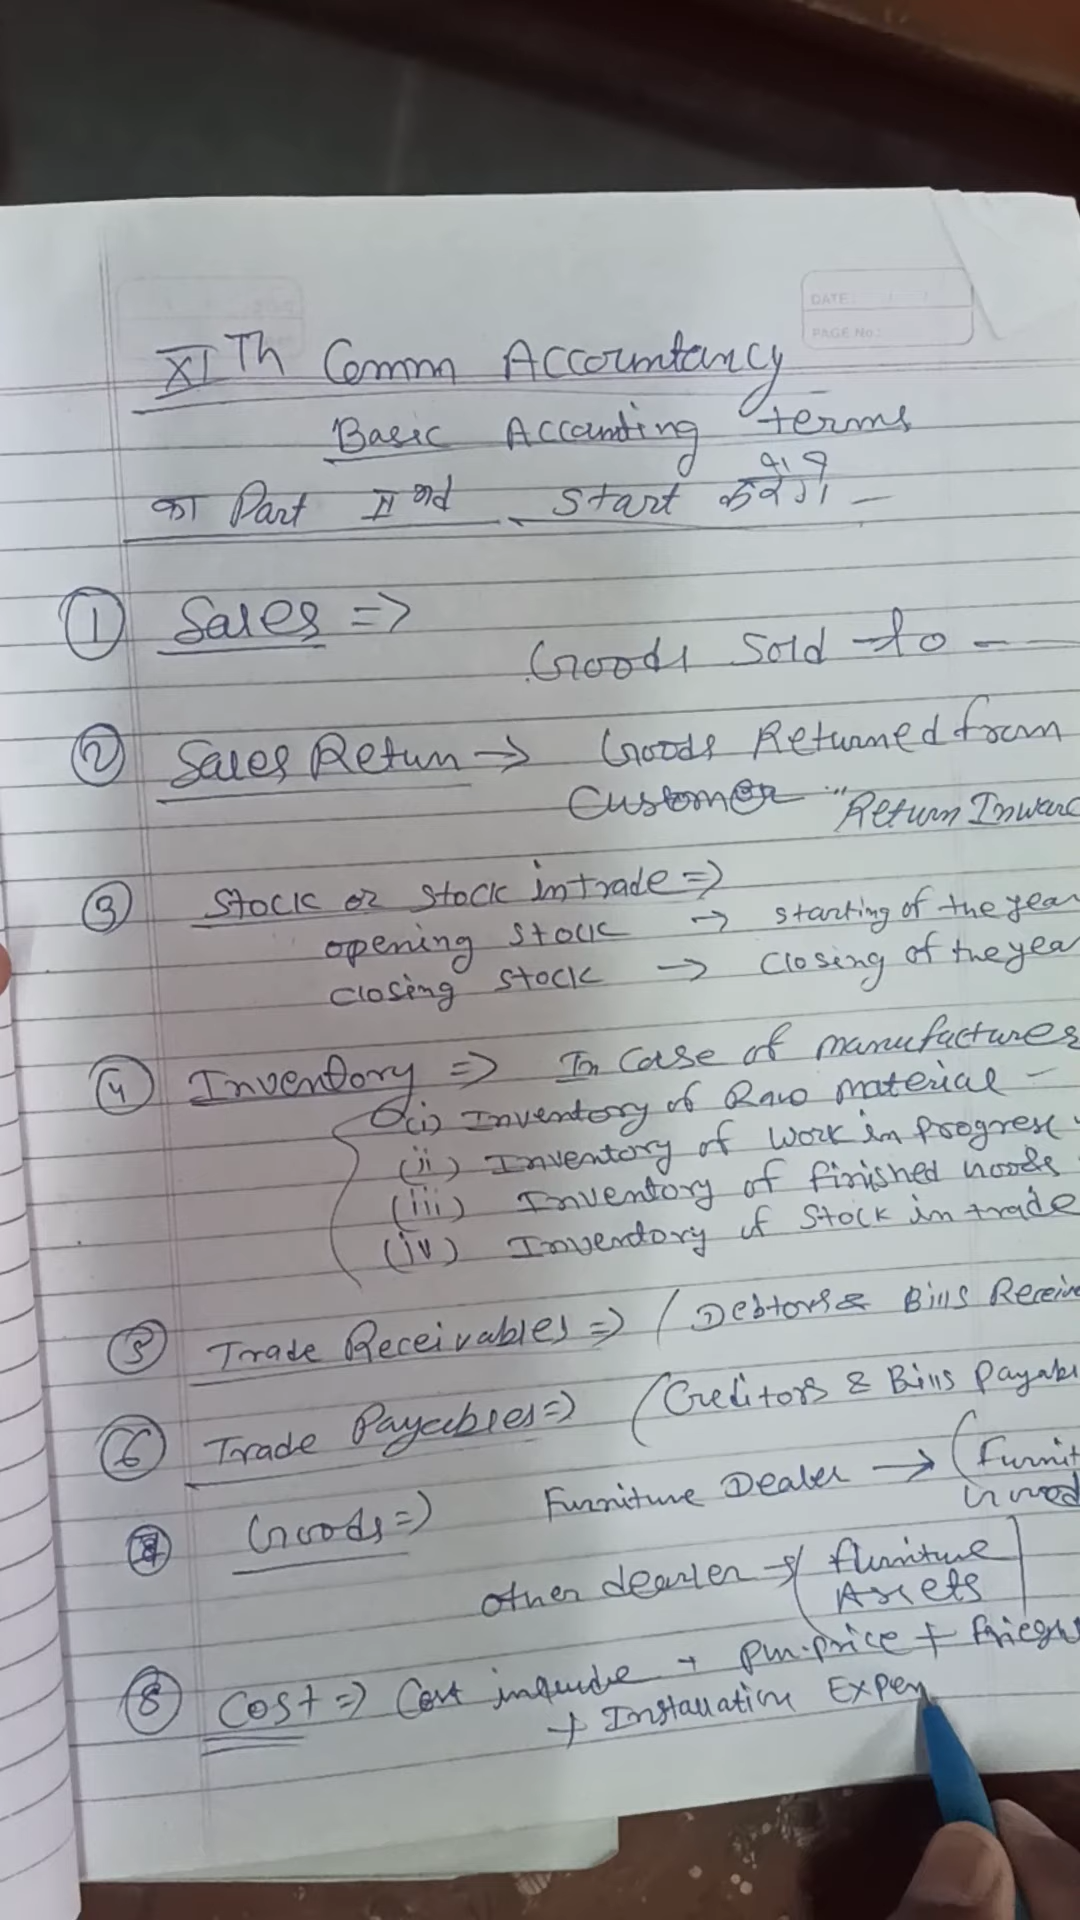 DATE:
PAGE No.:
XI Th Comm Accountancy
Basic Accounting terms
का Part II Start करेंगे —
① Sales =>
Goods Sold to - —
② Sales Retun → Goods Returned from
Customer "Return Inward
③ Stock or Stock in trade =>
opening stock → starting of the year
closing stock → closing of the year
④ Inventory => In Case of manufactures
(i) Inventory of Raw material —
(ii) Inventory of work in progress
(iii) Inventory of finished Goods
(iv) Inventory of Stock in trade
⑤ Trade Receivables => ( Debtors & Bills Receiv
⑥ Trade Payables => ( Creditors & Bills payabl
⑦ Goods => Furniture Dealer → ( Furnit
Good
other dealer → ( furniture
Assets
⑧ Cost => Cost include → Pur. price +
+ Installation Expen